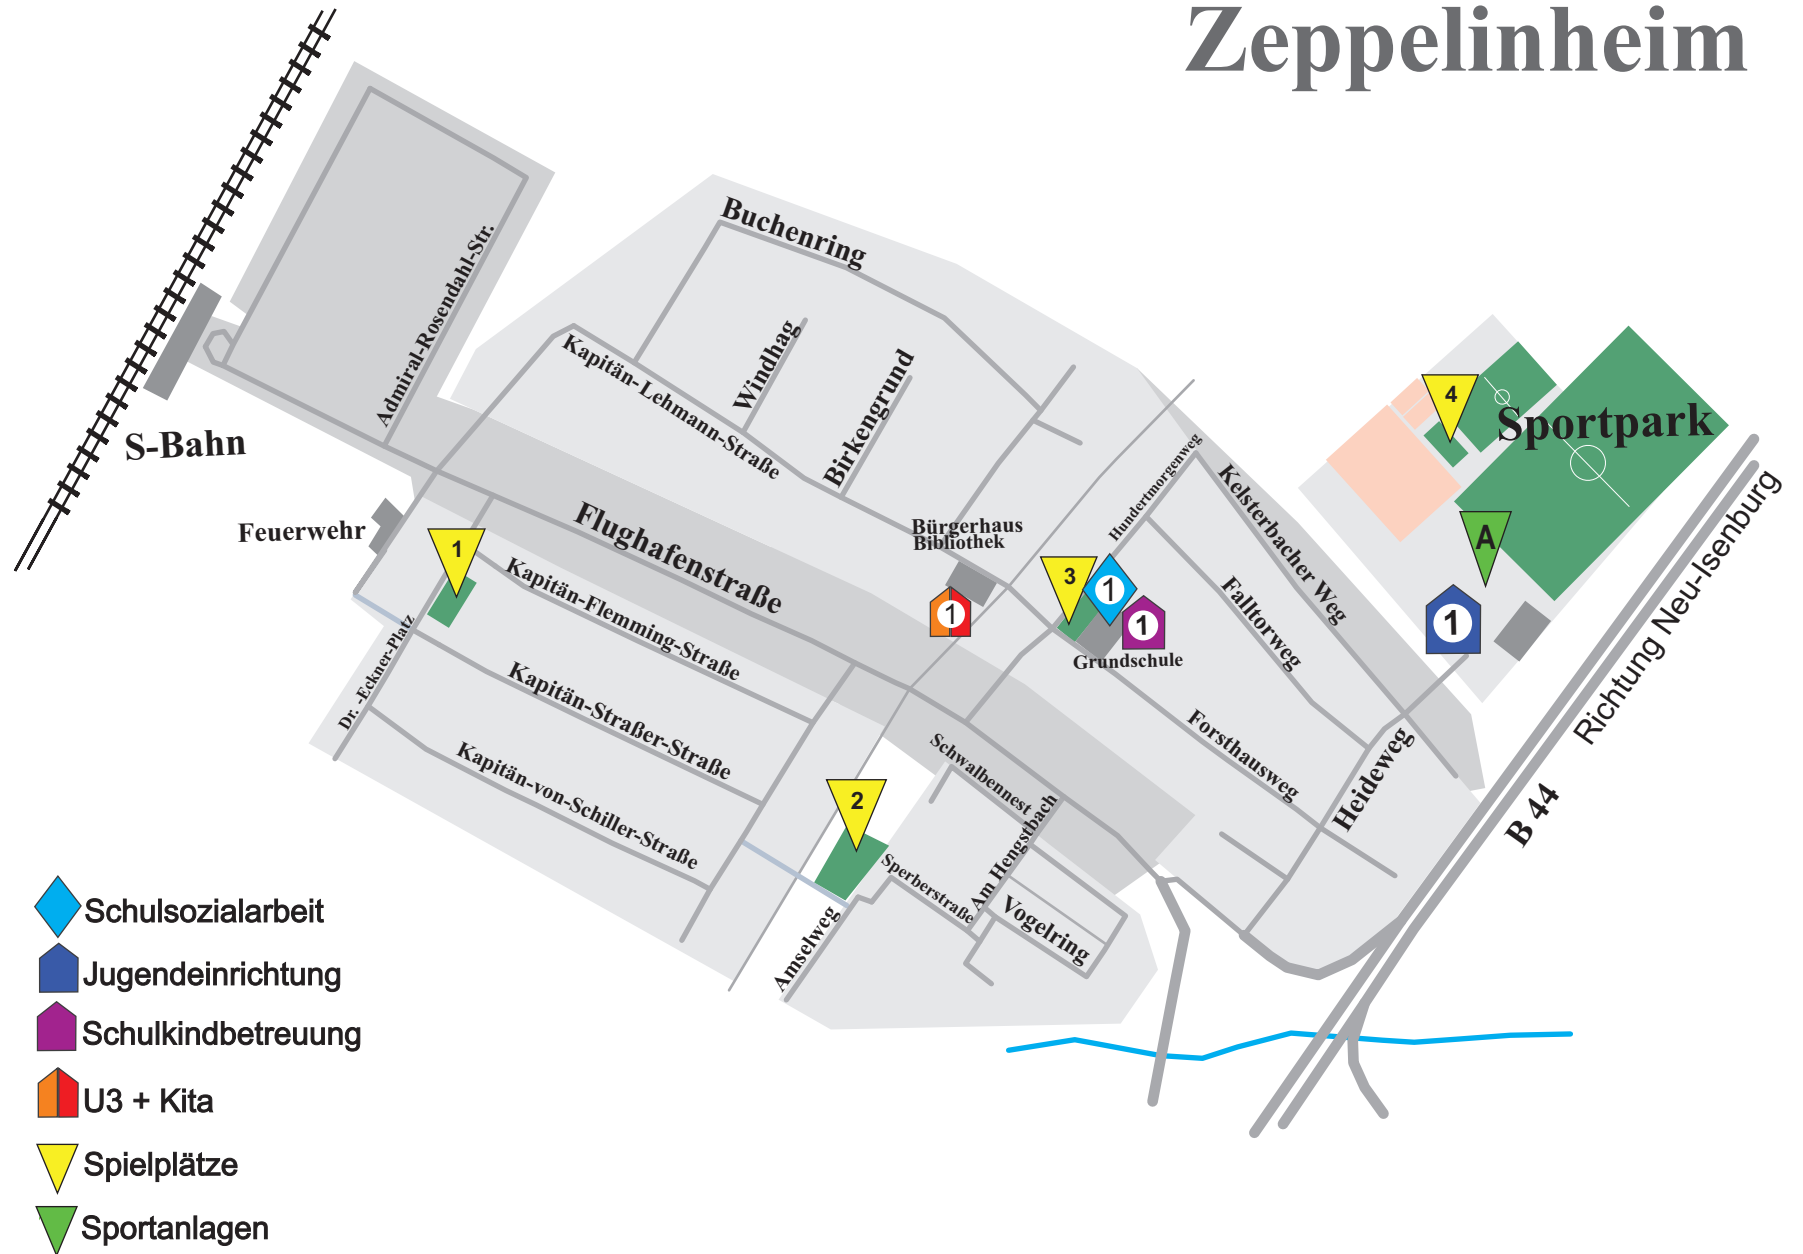 Zeppelinheim
Buchenring
Admiral-Rosendahl-Str.
Windhag
Kapitän-Lehmann-Straße
Birkengrund
4
Sportpark
S-Bahn
Hundertmorgenweg
Kelsterbacher Weg
Feuerwehr
Flughafenstraße
Bürgerhaus
Bibliothek
A
1
Kapitän-Flemming-Straße
3
1
1
1
1
Grundschule
Falltorweg
Richtung Neu-Isenburg
Dr. -Eckner-Platz
Kapitän-Straßer-Straße
Forsthausweg
Kapitän-von-Schiller-Straße
Schwalbennest
Heideweg
B 44
2
Am Hengstbach
Sperberstraße
Vogelring
Amselweg
Schulsozialarbeit
Jugendeinrichtung
Schulkindbetreuung
U3 + Kita
Spielplätze
Sportanlagen